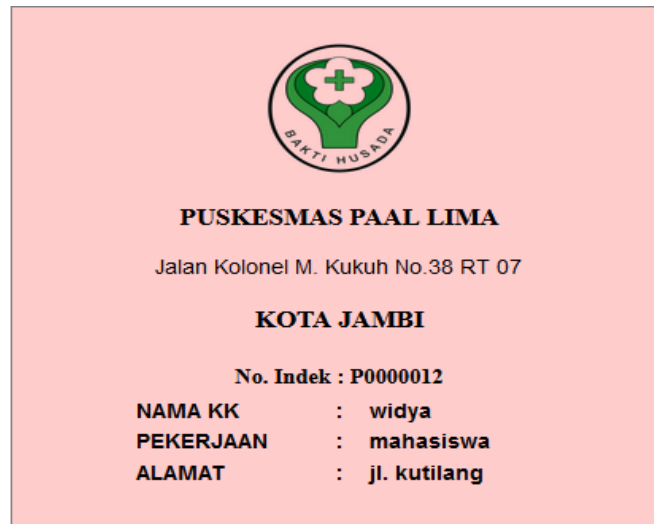 BAKTI HUSADA
PUSKESMAS PAAL LIMA
Jalan Kolonel M. Kukuh No.38 RT 07
KOTA JAMBI
No. Indek : P0000012
NAMA KK : widya
PEKERJAAN : mahasiswa
ALAMAT : jl. kutilang